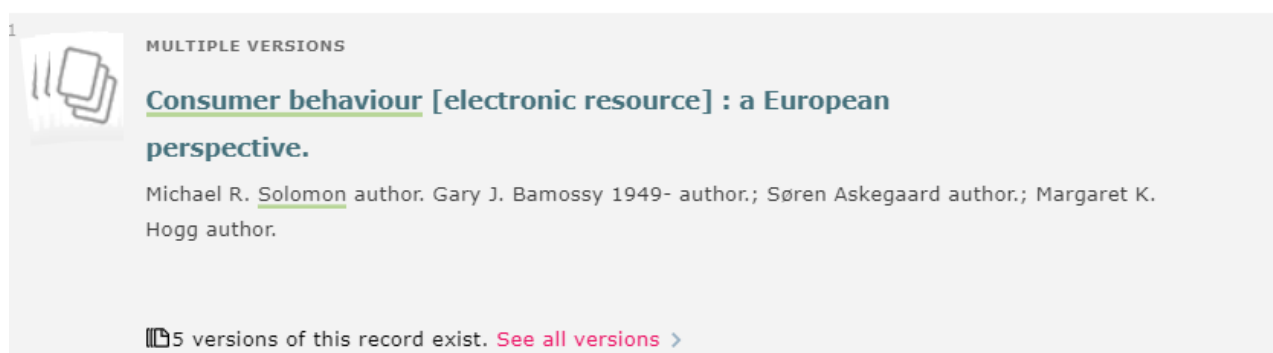 1
MULTIPLE VERSIONS
Consumer behaviour [electronic resource] : a European
perspective.
Michael R. Solomon author. Gary J. Bamossy 1949- author.; Søren Askegaard author.; Margaret K.
Hogg author.
5 versions of this record exist. See all versions >